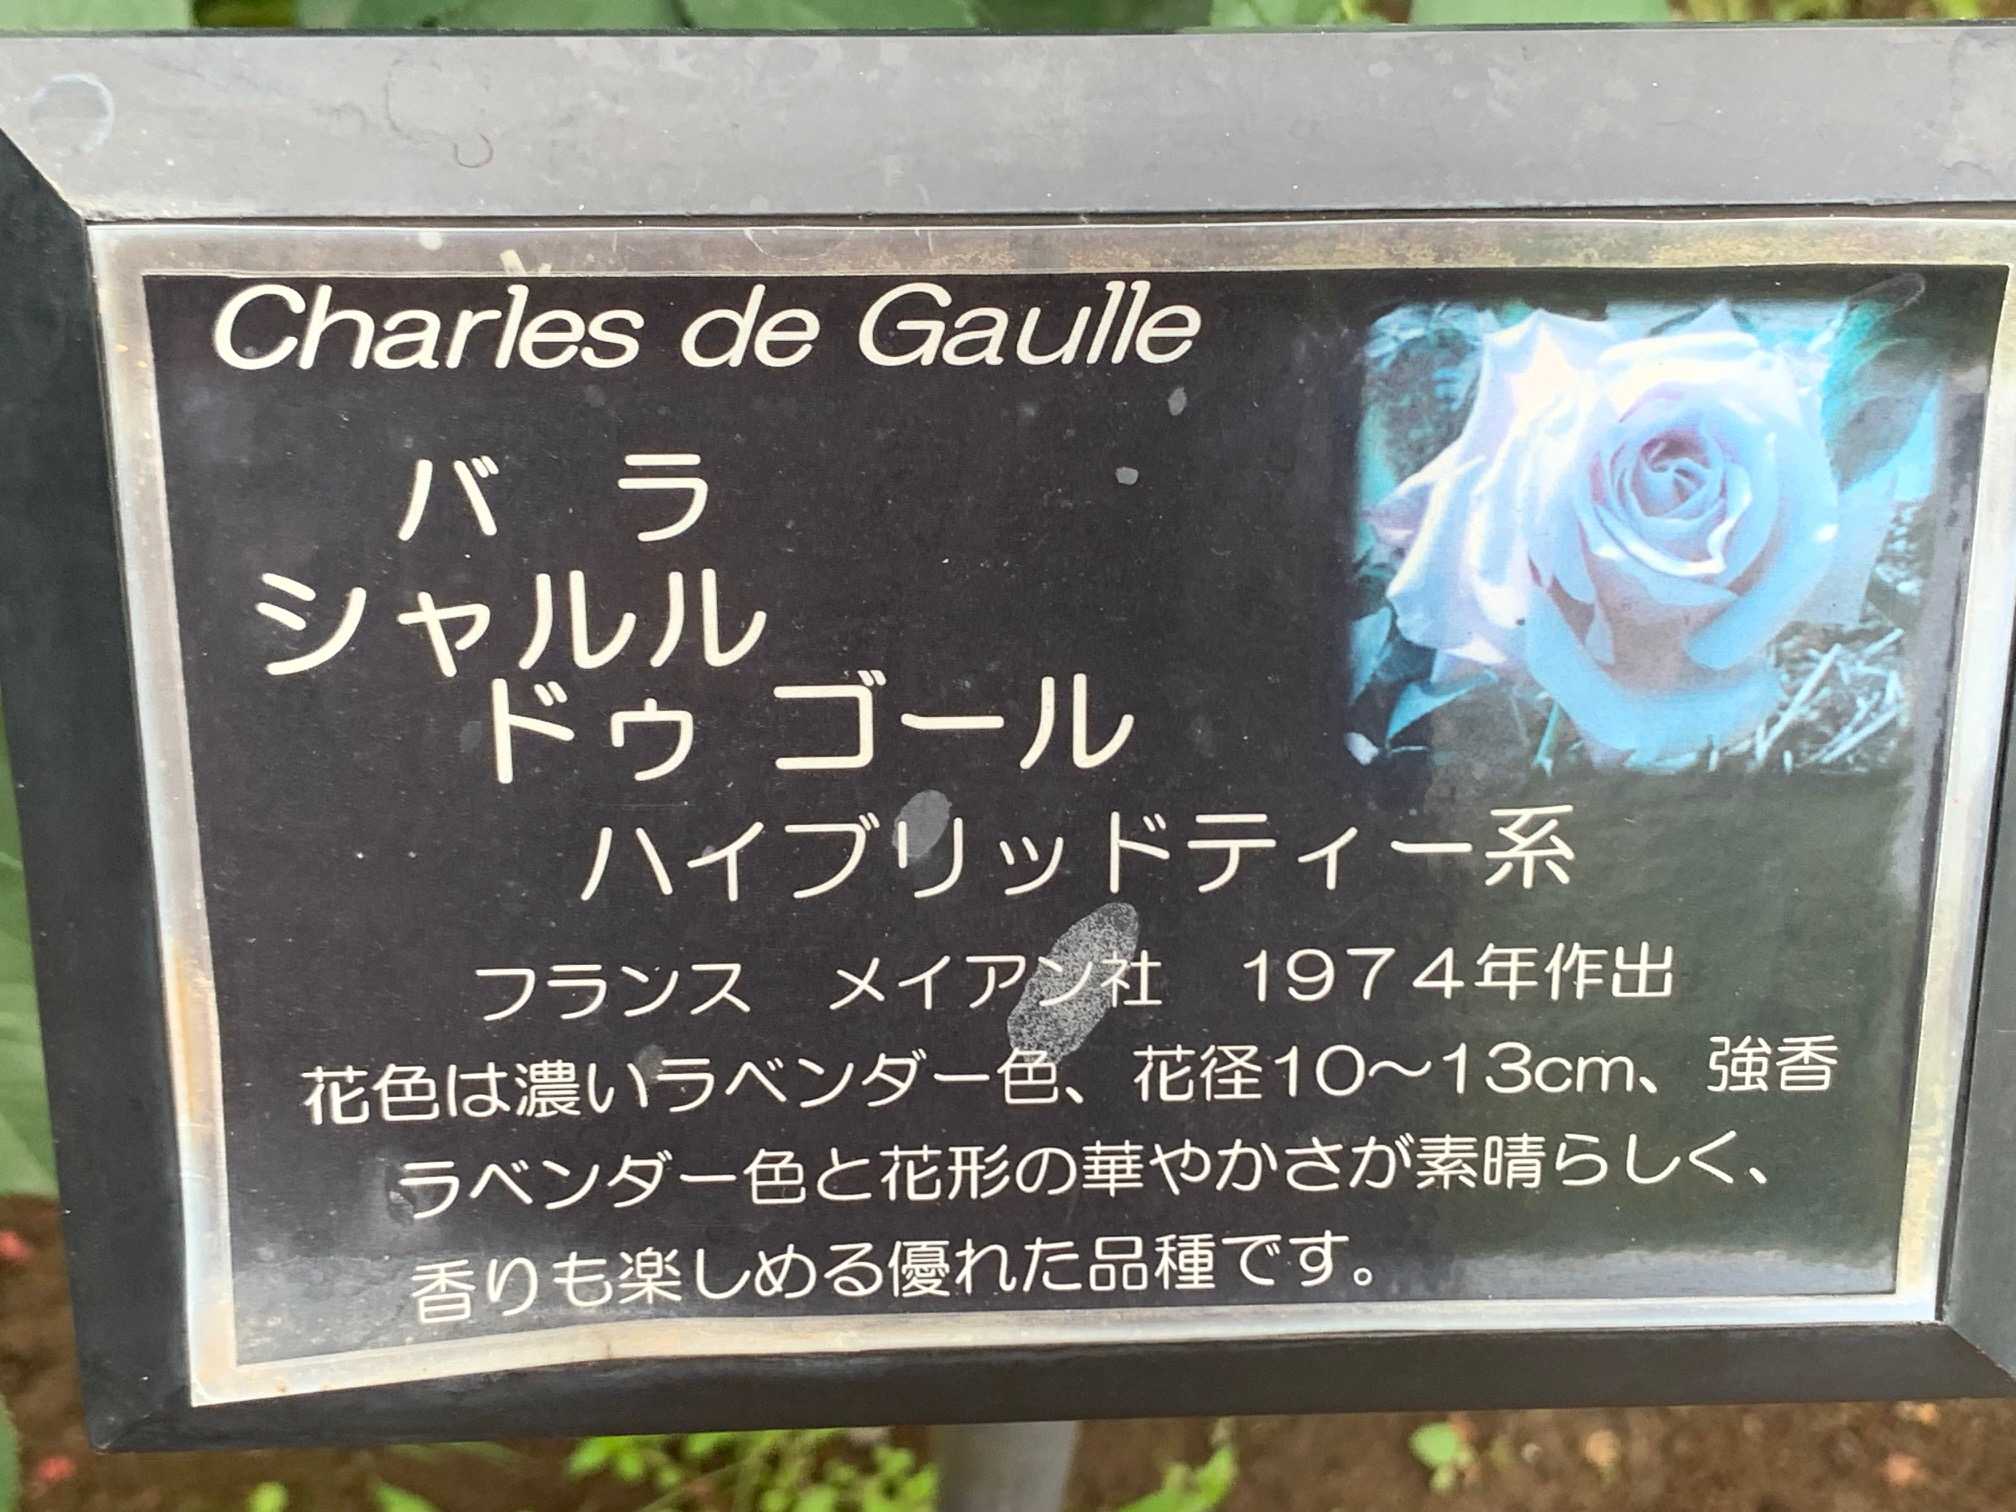 Charles de Gaulle
バ　ラ
シャルル
ドゥ ゴール
ハイブリッドティー系
フランス　メイアン社　1974年作出
花色は濃いラベンダー色、花径10～13cm、強香
ラベンダー色と花形の華やかさが素晴らしく、
香りも楽しめる優れた品種です。